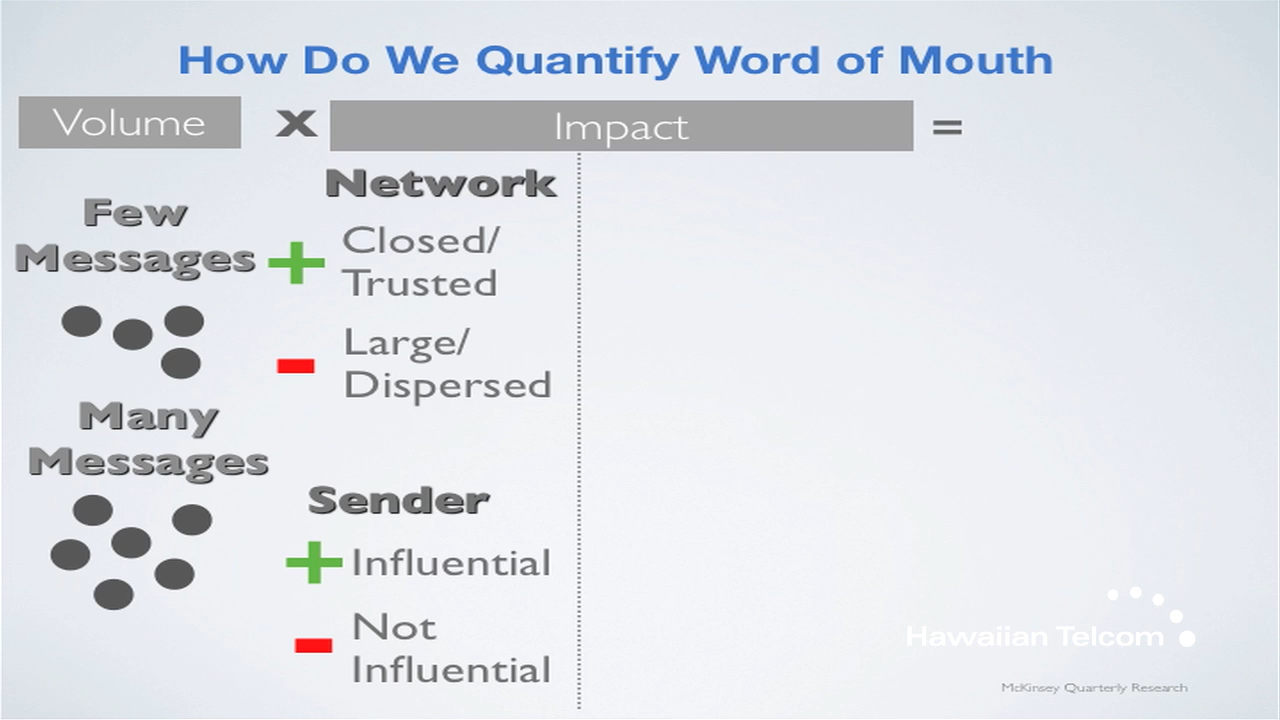 How Do We Quantify Word of Mouth
Volume x Impact =
Few
Messages
Many
Messages
Network
+ Closed/
Trusted
- Large/
Dispersed
Sender
+ Influential
- Not
Influential
Hawaiian Telcom
McKinsey Quarterly Research